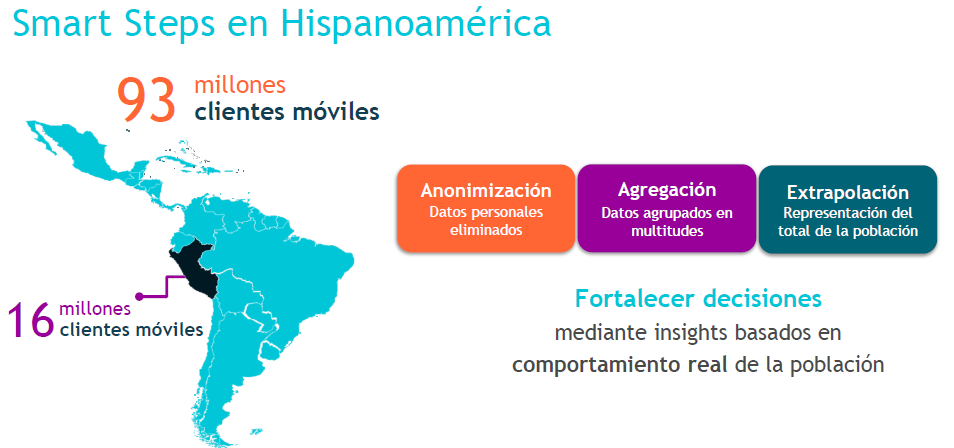 Smart Steps en Hispanoamérica
93 millones
clientes móviles
16 millones
clientes móviles
Anonimización
Datos personales
eliminados
Agregación
Datos agrupados en
multitudes
Extrapolación
Representación del
total de la población
Fortalecer decisiones
mediante insights basados en
comportamiento real de la población